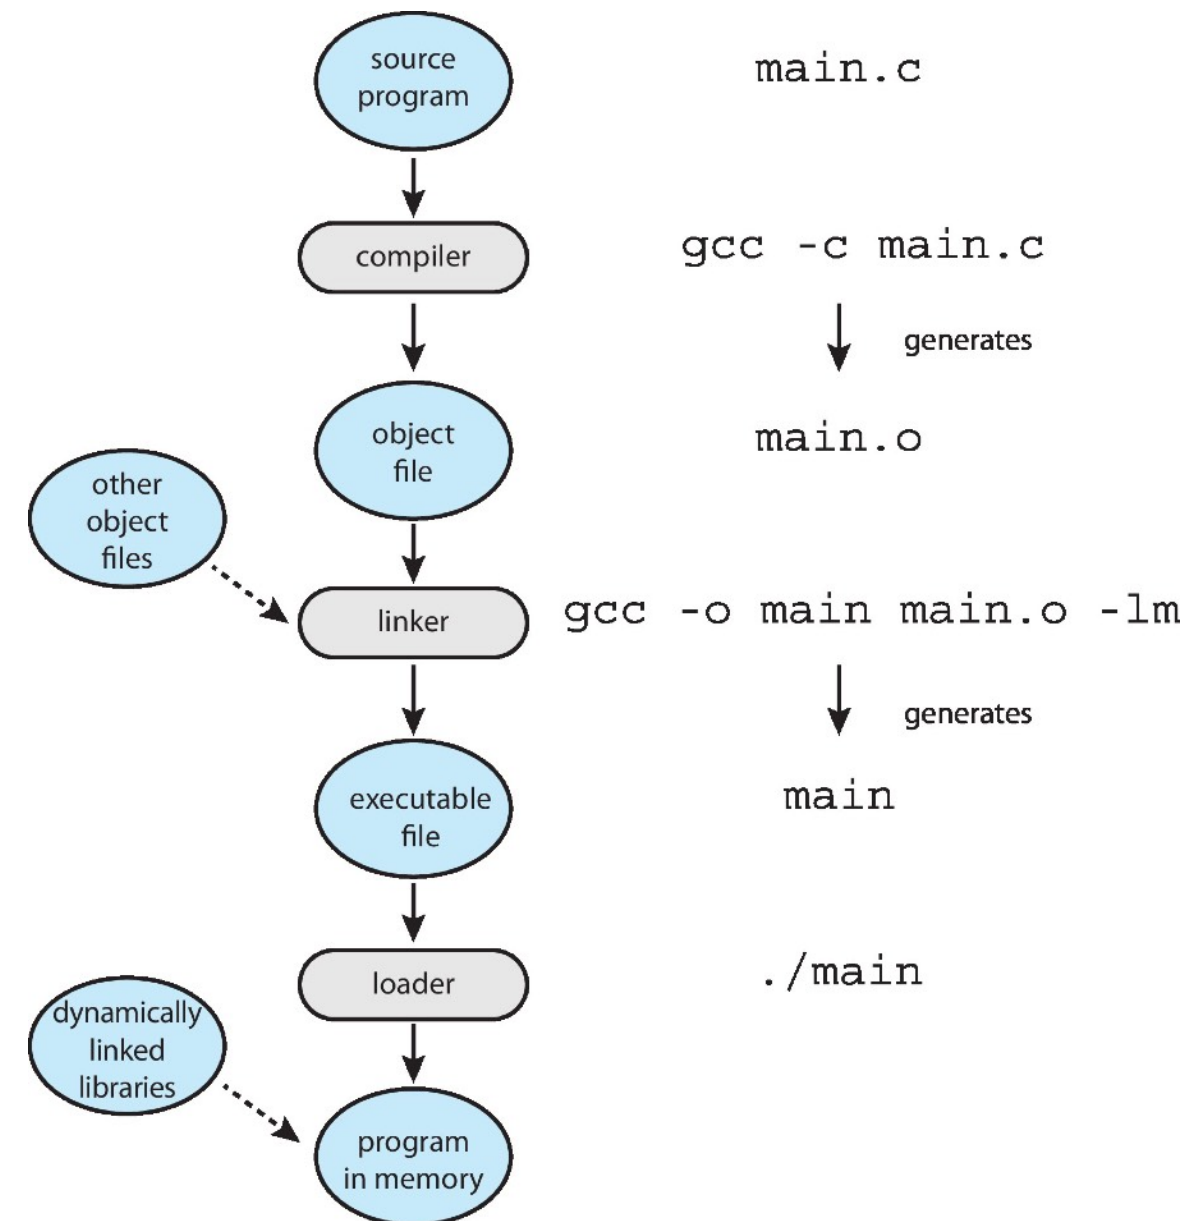 source
program
main.c
compiler
gcc -c main.c
generates
object
file
main.o
other
object
files
linker
gcc -o main main.o -lm
generates
executable
file
main
loader
./main
dynamically
linked
libraries
program
in memory